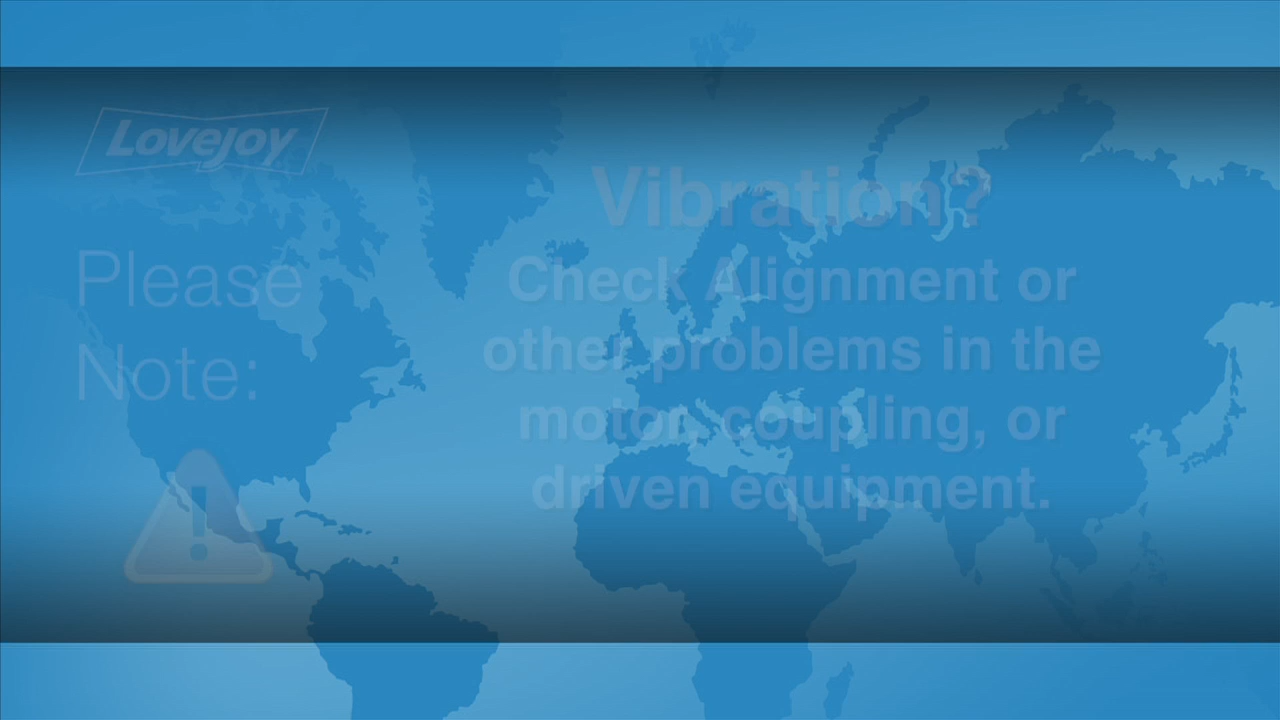 Lovejoy
Please
Note:
Vibration?
Check Alignment or
other problems in the
motor, coupling, or
driven equipment.